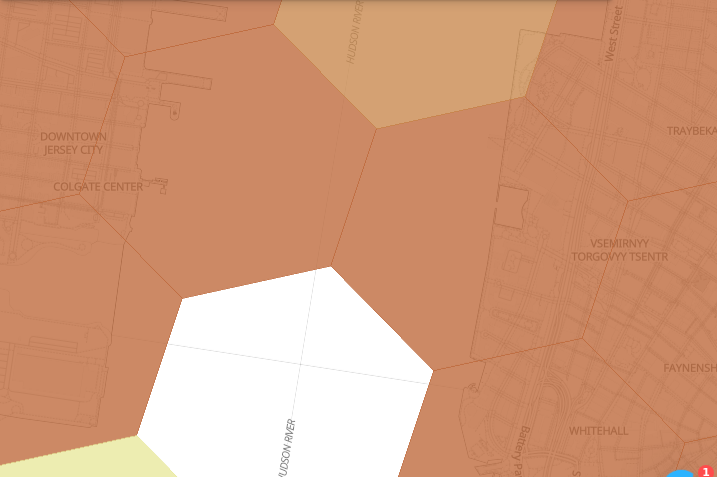 HUDSON RIVER
West Street
DOWNTOWN
JERSEY CITY
TRAYBEKA
COLGATE CENTER
VSEMIRNYY
TORGOVYY TSENTR
FAYNENSH
WHITEHALL
HUDSON RIVER
Battery Pa
S
1